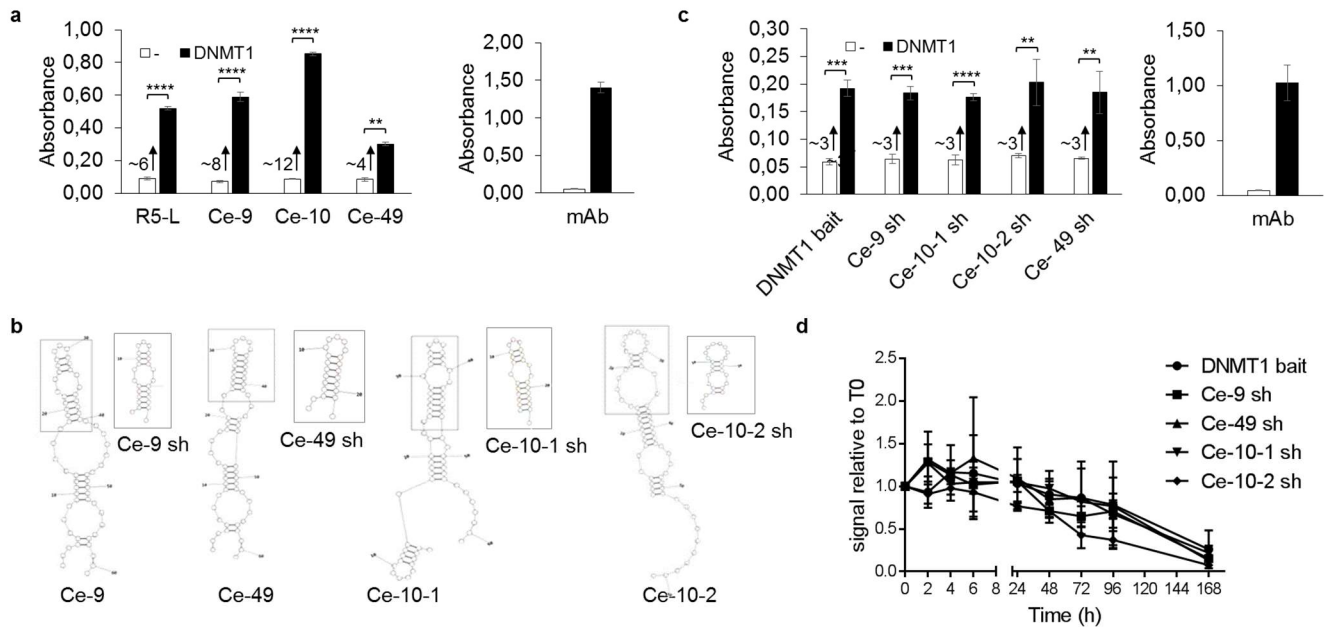 a
- DNMT1
Absorbance
1,00
0,80
0,60
0,40
0,20
0,00
****
****
****
**
~6
~8
~12
~4
R5-L Ce-9 Ce-10 Ce-49
Absorbance
2,00
1,50
1,00
0,50
0,00
mAb
c
- DNMT1
Absorbance
0,30
0,25
0,20
0,15
0,10
0,05
0,00
***
***
****
**
**
~3
~3
~3
~3
~3
DNMT1 bait
Ce-9 sh
Ce-10-1 sh
Ce-10-2 sh
Ce- 49 sh
Absorbance
1,50
1,00
0,50
0,00
mAb
b
Ce-9 sh
Ce-49 sh
Ce-10-1 sh
Ce-10-2 sh
Ce-9
Ce-49
Ce-10-1
Ce-10-2
d
signal relative to T0
2.5
2.0
1.5
1.0
0.5
0.0
0 2 4 6 8 24 48 72 96 120 144 168
Time (h)
DNMT1 bait
Ce-9 sh
Ce-49 sh
Ce-10-1 sh
Ce-10-2 sh